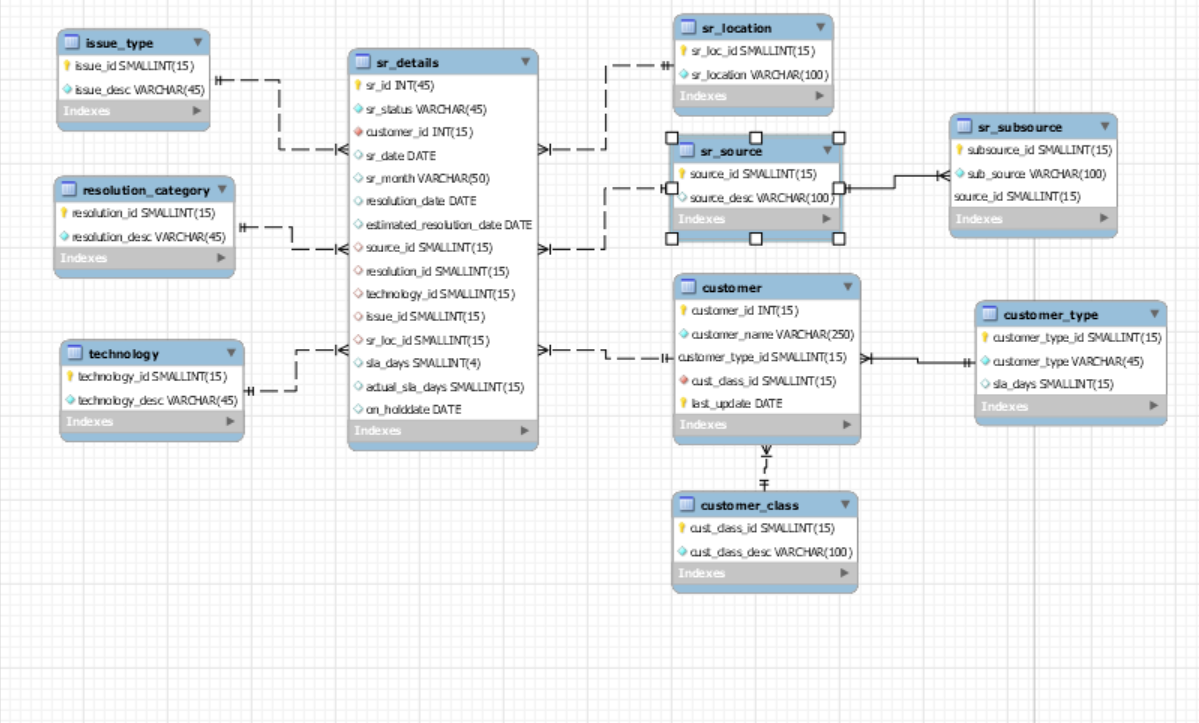 issue_type
issue_id SMALLINT(15)
issue_desc VARCHAR(45)
Indexes
resolution_category
resolution_id SMALLINT(15)
resolution_desc VARCHAR(45)
Indexes
technology
technology_id SMALLINT(15)
technology_desc VARCHAR(45)
Indexes
sr_details
sr_id INT(45)
sr_status VARCHAR(45)
customer_id INT(15)
sr_date DATE
sr_month VARCHAR(50)
resolution_date DATE
estimated_resolution_date DATE
source_id SMALLINT(15)
resolution_id SMALLINT(15)
technology_id SMALLINT(15)
issue_id SMALLINT(15)
sr_loc_id SMALLINT(15)
sla_days SMALLINT(4)
actual_sla_days SMALLINT(15)
on_holddate DATE
Indexes
sr_location
sr_loc_id SMALLINT(15)
sr_location VARCHAR(100)
Indexes
sr_source
source_id SMALLINT(15)
source_desc VARCHAR(100)
Indexes
sr_subsource
subsource_id SMALLINT(15)
sub_source VARCHAR(100)
source_id SMALLINT(15)
Indexes
customer
customer_id INT(15)
customer_name VARCHAR(250)
customer_type_id SMALLINT(15)
cust_class_id SMALLINT(15)
last_update DATE
Indexes
customer_type
customer_type_id SMALLINT(15)
customer_type VARCHAR(45)
sla_days SMALLINT(15)
Indexes
customer_class
cust_class_id SMALLINT(15)
cust_class_desc VARCHAR(100)
Indexes